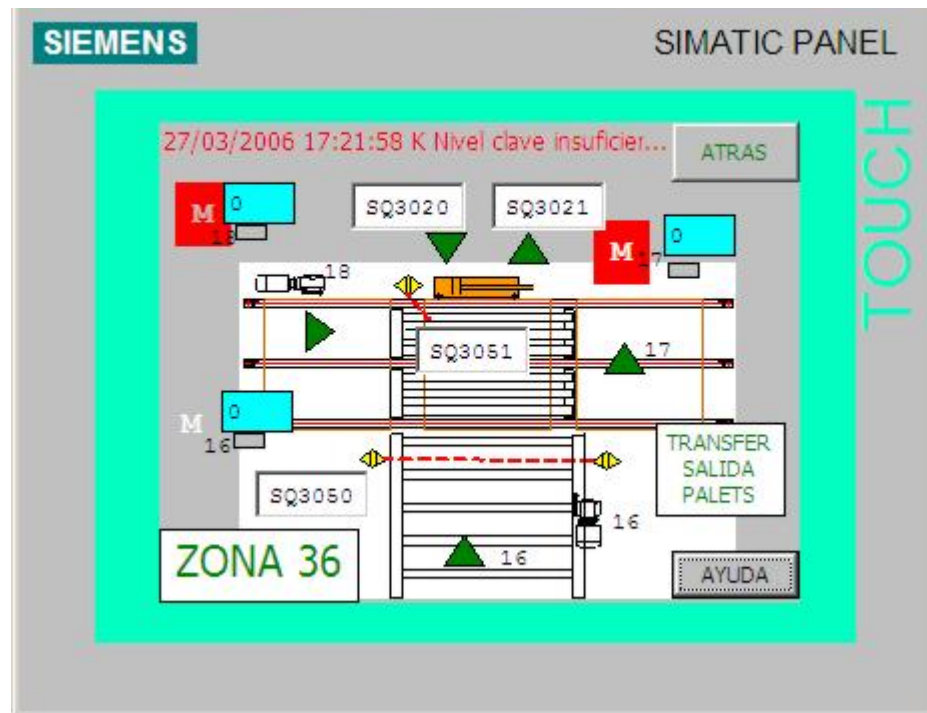 SIEMENS
SIMATIC PANEL
TOUCH
27/03/2006 17:21:58 K Nivel clave insuficier...
ATRAS
M
0
18
SQ3020
SQ3021
M
0
17
18
SQ3051
17
M
0
16
TRANSFER
SALIDA
PALETS
SQ3050
16
ZONA 36
16
AYUDA